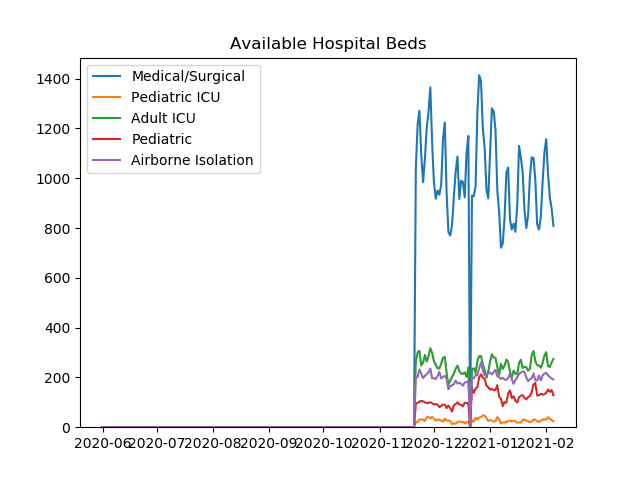 Available Hospital Beds
Medical/Surgical
Pediatric ICU
Adult ICU
Pediatric
Airborne Isolation
1400
1200
1000
800
600
400
200
0
2020-06 2020-07 2020-08 2020-09 2020-10 2020-11 2020-12 2021-01 2021-02